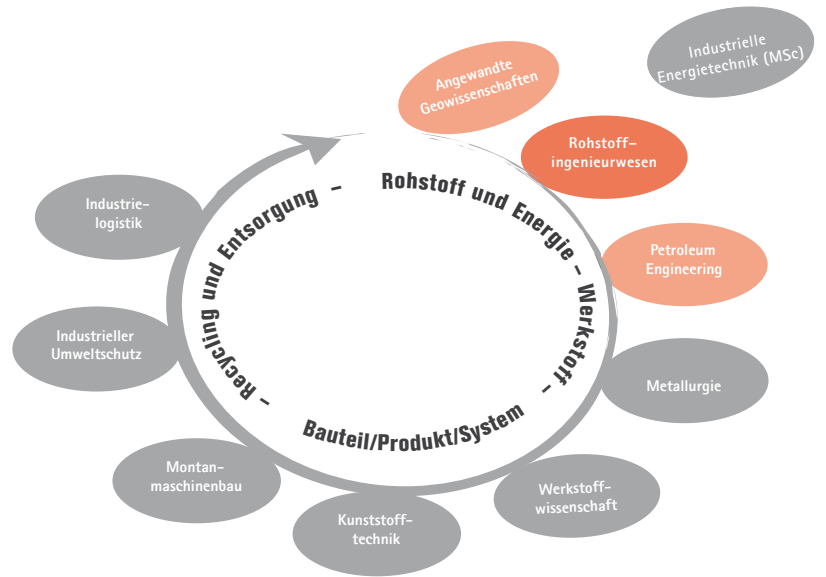 Angewandte
Geowissenschaften
Industrielle
Energietechnik (MSc)
Rohstoff–
ingenieurwesen
Petroleum
Engineering
Metallurgie
Werkstoff–
wissenschaft
Kunststoff–
technik
Montan–
maschinenbau
Industrieller
Umweltschutz
Industrie–
logistik
Rohstoff und Energie – Werkstoff –
Bauteil/Produkt/System
– Recycling und Entsorgung –